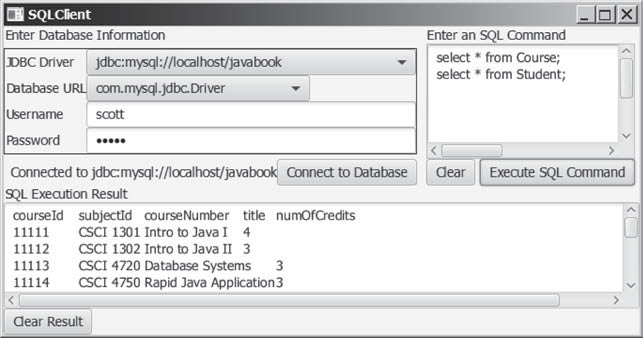 SQLClient
Enter Database Information
JDBC Driver jdbc:mysql://localhost/javabook
Database URL com.mysql.jdbc.Driver
Username scott
Password •••••
Connected to jdbc:mysql://localhost/javabook Connect to Database
Enter an SQL Command
select * from Course;
select * from Student;
Clear Execute SQL Command
SQL Execution Result
courseId subjectId courseNumber title numOfCredits
11111 CSCI 1301 Intro to Java I 4
11112 CSCI 1302 Intro to Java II 3
11113 CSCI 4720 Database Systems 3
11114 CSCI 4750 Rapid Java Application 3
Clear Result